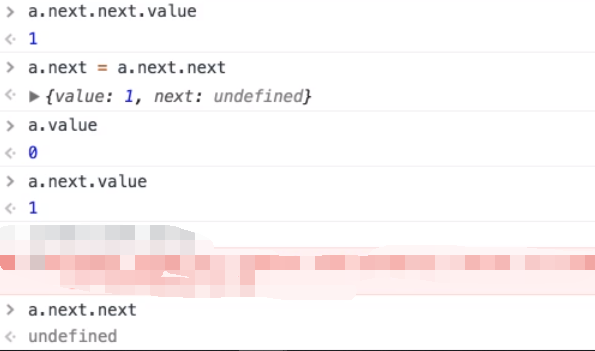 > a.next.next.value
<· 1
> a.next = a.next.next
<· ▶{value: 1, next: undefined}
> a.value
<· 0
> a.next.value
<· 1
> a.next.next
<· undefined